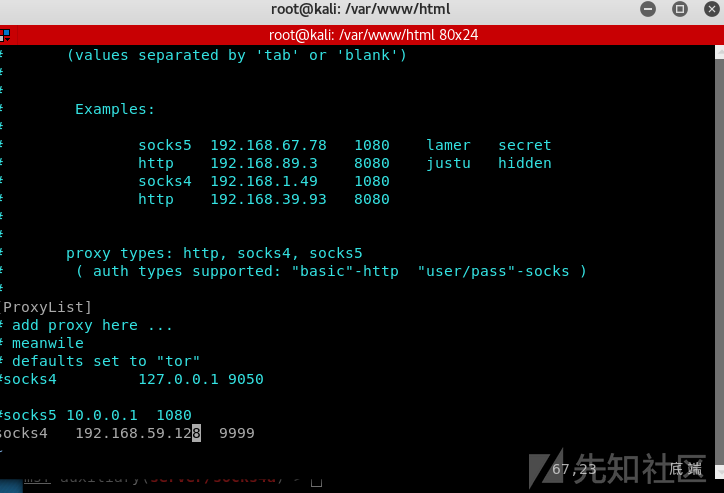 root@kali: /var/www/html
root@kali: /var/www/html 80x24
# (values separated by 'tab' or 'blank')
#
#
# Examples:
#
# socks5 192.168.67.78 1080 lamer secret
# http 192.168.89.3 8080 justu hidden
# socks4 192.168.1.49 1080
# http 192.168.39.93 8080
#
#
# proxy types: http, socks4, socks5
# ( auth types supported: "basic"-http "user/pass"-socks )
#
[ProxyList]
# add proxy here ...
# meanwile
# defaults set to "tor"
#socks4 127.0.0.1 9050
#socks5 10.0.0.1 1080
socks4 192.168.59.128 9999
~
67,23 底端
先知社区
msf auxiliary(server/socks4a) >